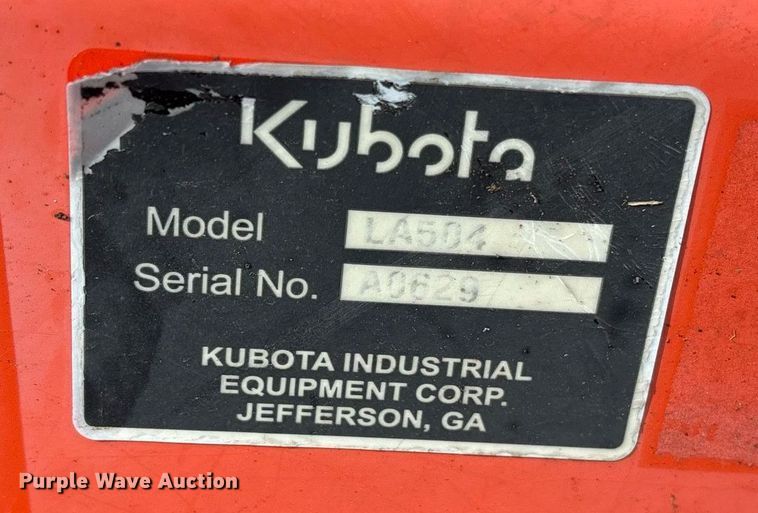 Kubota
Model LA504
Serial No. A0629
KUBOTA INDUSTRIAL
EQUIPMENT CORP.
JEFFERSON, GA
Purple Wave Auction